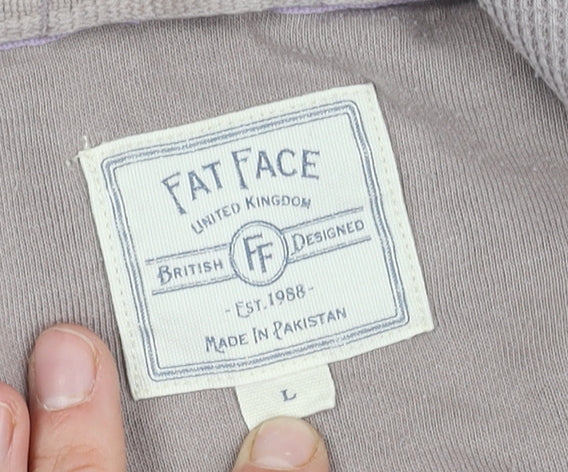 FAT FACE
UNITED KINGDOM
BRITISH FF DESIGNED
- EST.1988 -
MADE IN PAKISTAN
L